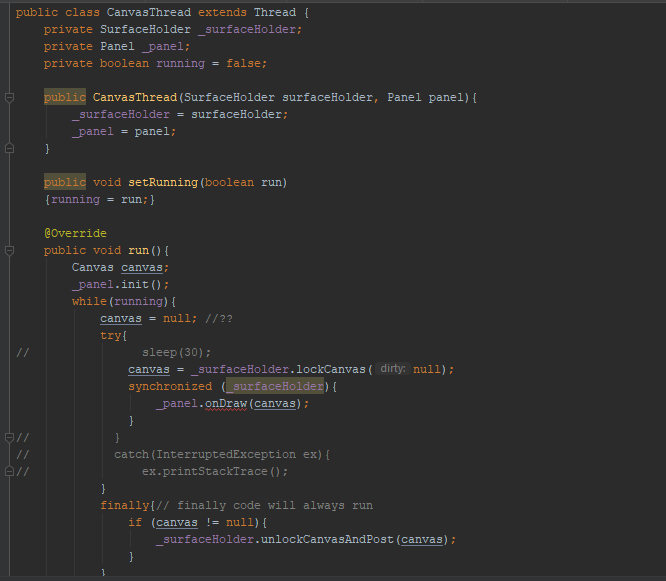 public class CanvasThread extends Thread {
    private SurfaceHolder _surfaceHolder;
    private Panel _panel;
    private boolean running = false;

    public CanvasThread(SurfaceHolder surfaceHolder, Panel panel){
        _surfaceHolder = surfaceHolder;
        _panel = panel;
    }

    public void setRunning(boolean run)
    {running = run;}

    @Override
    public void run(){
        Canvas canvas;
        _panel.init();
        while(running){
            canvas = null; //??
            try{
//                sleep(30);
                canvas = _surfaceHolder.lockCanvas( dirty: null);
                synchronized (_surfaceHolder){
                    _panel.onDraw(canvas);
                }
//            }
//            catch(InterruptedException ex){
//                ex.printStackTrace();
            }
            finally{// finally code will always run
                if (canvas != null){
                    _surfaceHolder.unlockCanvasAndPost(canvas);
                }
            }